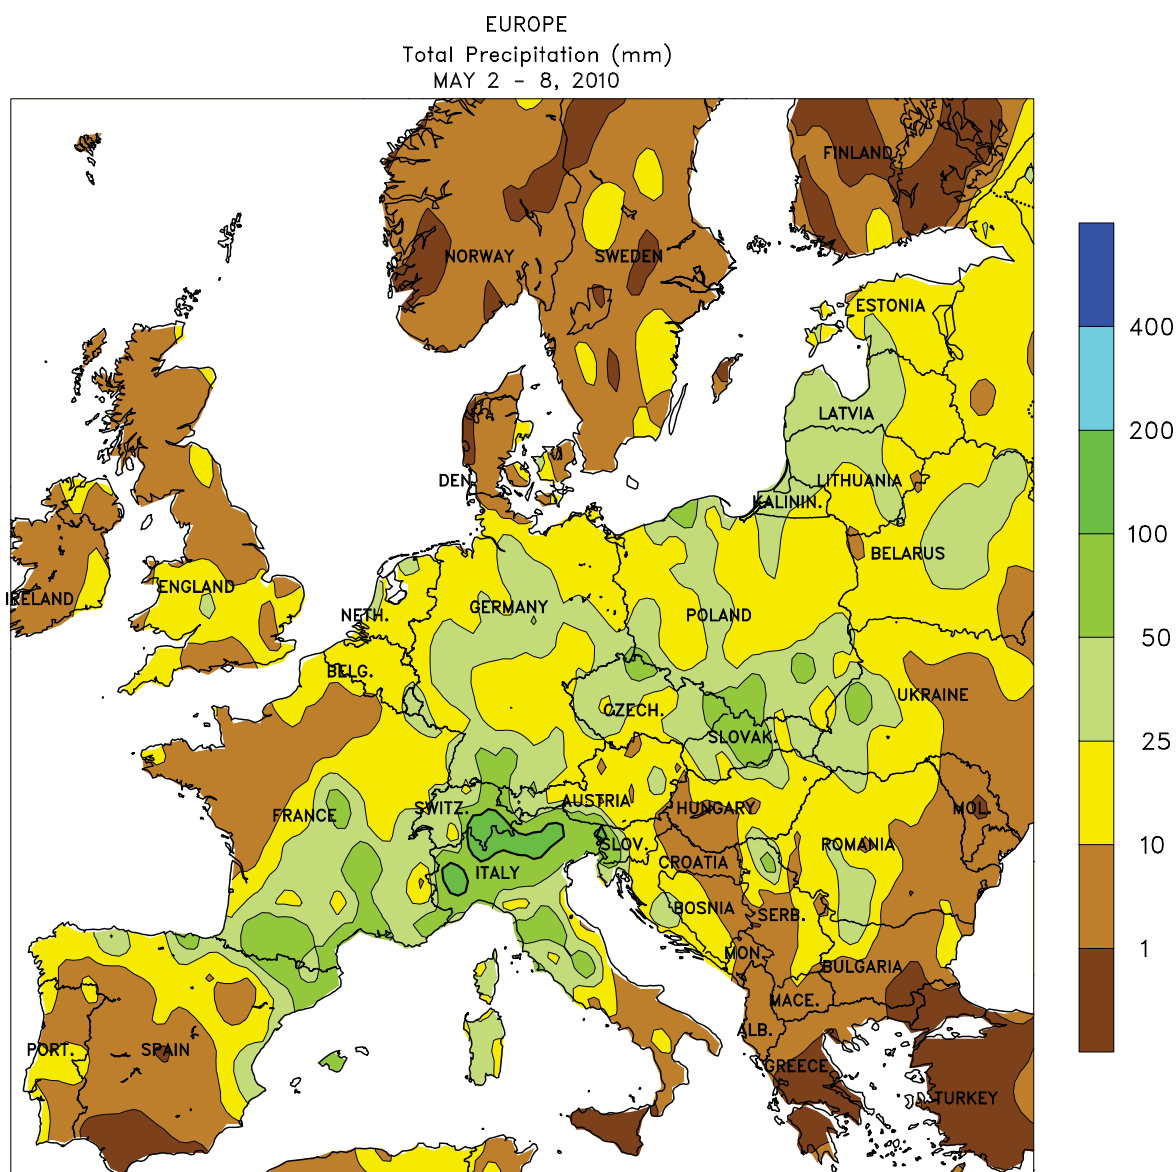 EUROPE
Total Precipitation (mm)
MAY 2 - 8, 2010
FINLAND
NORWAY
SWEDEN
ESTONIA
400
LATVIA
200
DEN.
LITHUANIA
KALININ.
100
BELARUS
ENGLAND
IRELAND
NETH.
GERMANY
POLAND
50
BELG.
UKRAINE
CZECH.
SLOVAK.
25
FRANCE
SWITZ.
AUSTRIA
HUNGARY
MOL.
SLOV.
ROMANIA
10
ITALY
CROATIA
BOSNIA
SERB.
MON.
1
BULGARIA
MACE.
ALB.
PORT.
SPAIN
GREECE
TURKEY